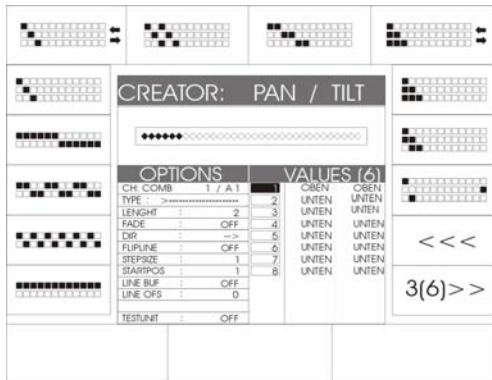 CREATOR: PAN / TILT
OPTIONS VALUES (6)
CH: COMB 1 / A 1 1 OBEN OBEN
TYPE : >--------------------- 2 UNTEN UNTEN
LENGHT : 2 3 UNTEN UNTEN
FADE : OFF 4 UNTEN UNTEN
DIR : --> 5 UNTEN UNTEN
FLIPLINE : OFF 6 UNTEN UNTEN
STEPSIZE : 1 7 UNTEN UNTEN
STARTPOS : 1 8 UNTEN UNTEN
LINE BUF : OFF
LINE OFS : 0
TESTUNIT : OFF
<<<
3(6)>>